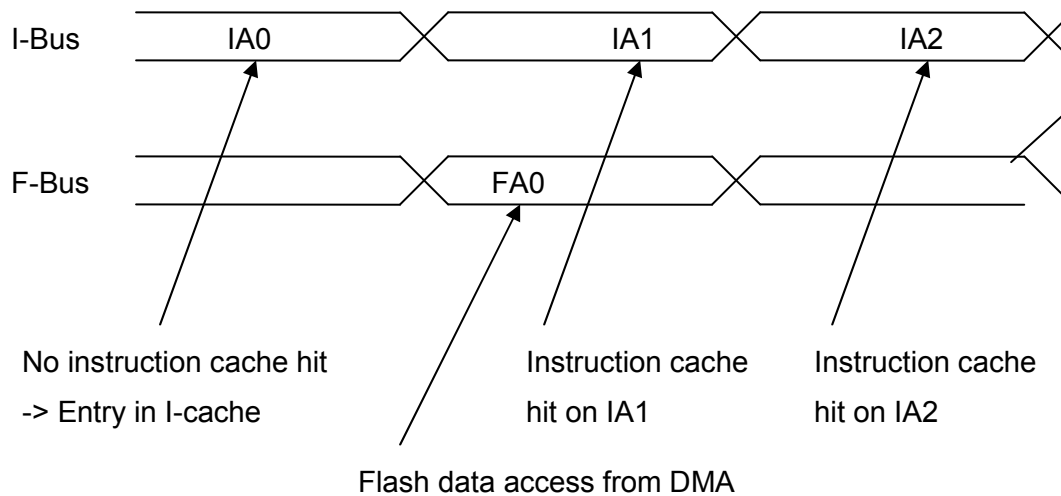 I-Bus IA0 IA1 IA2
F-Bus FA0
No instruction cache hit
-> Entry in I-cache
Instruction cache
hit on IA1
Instruction cache
hit on IA2
Flash data access from DMA